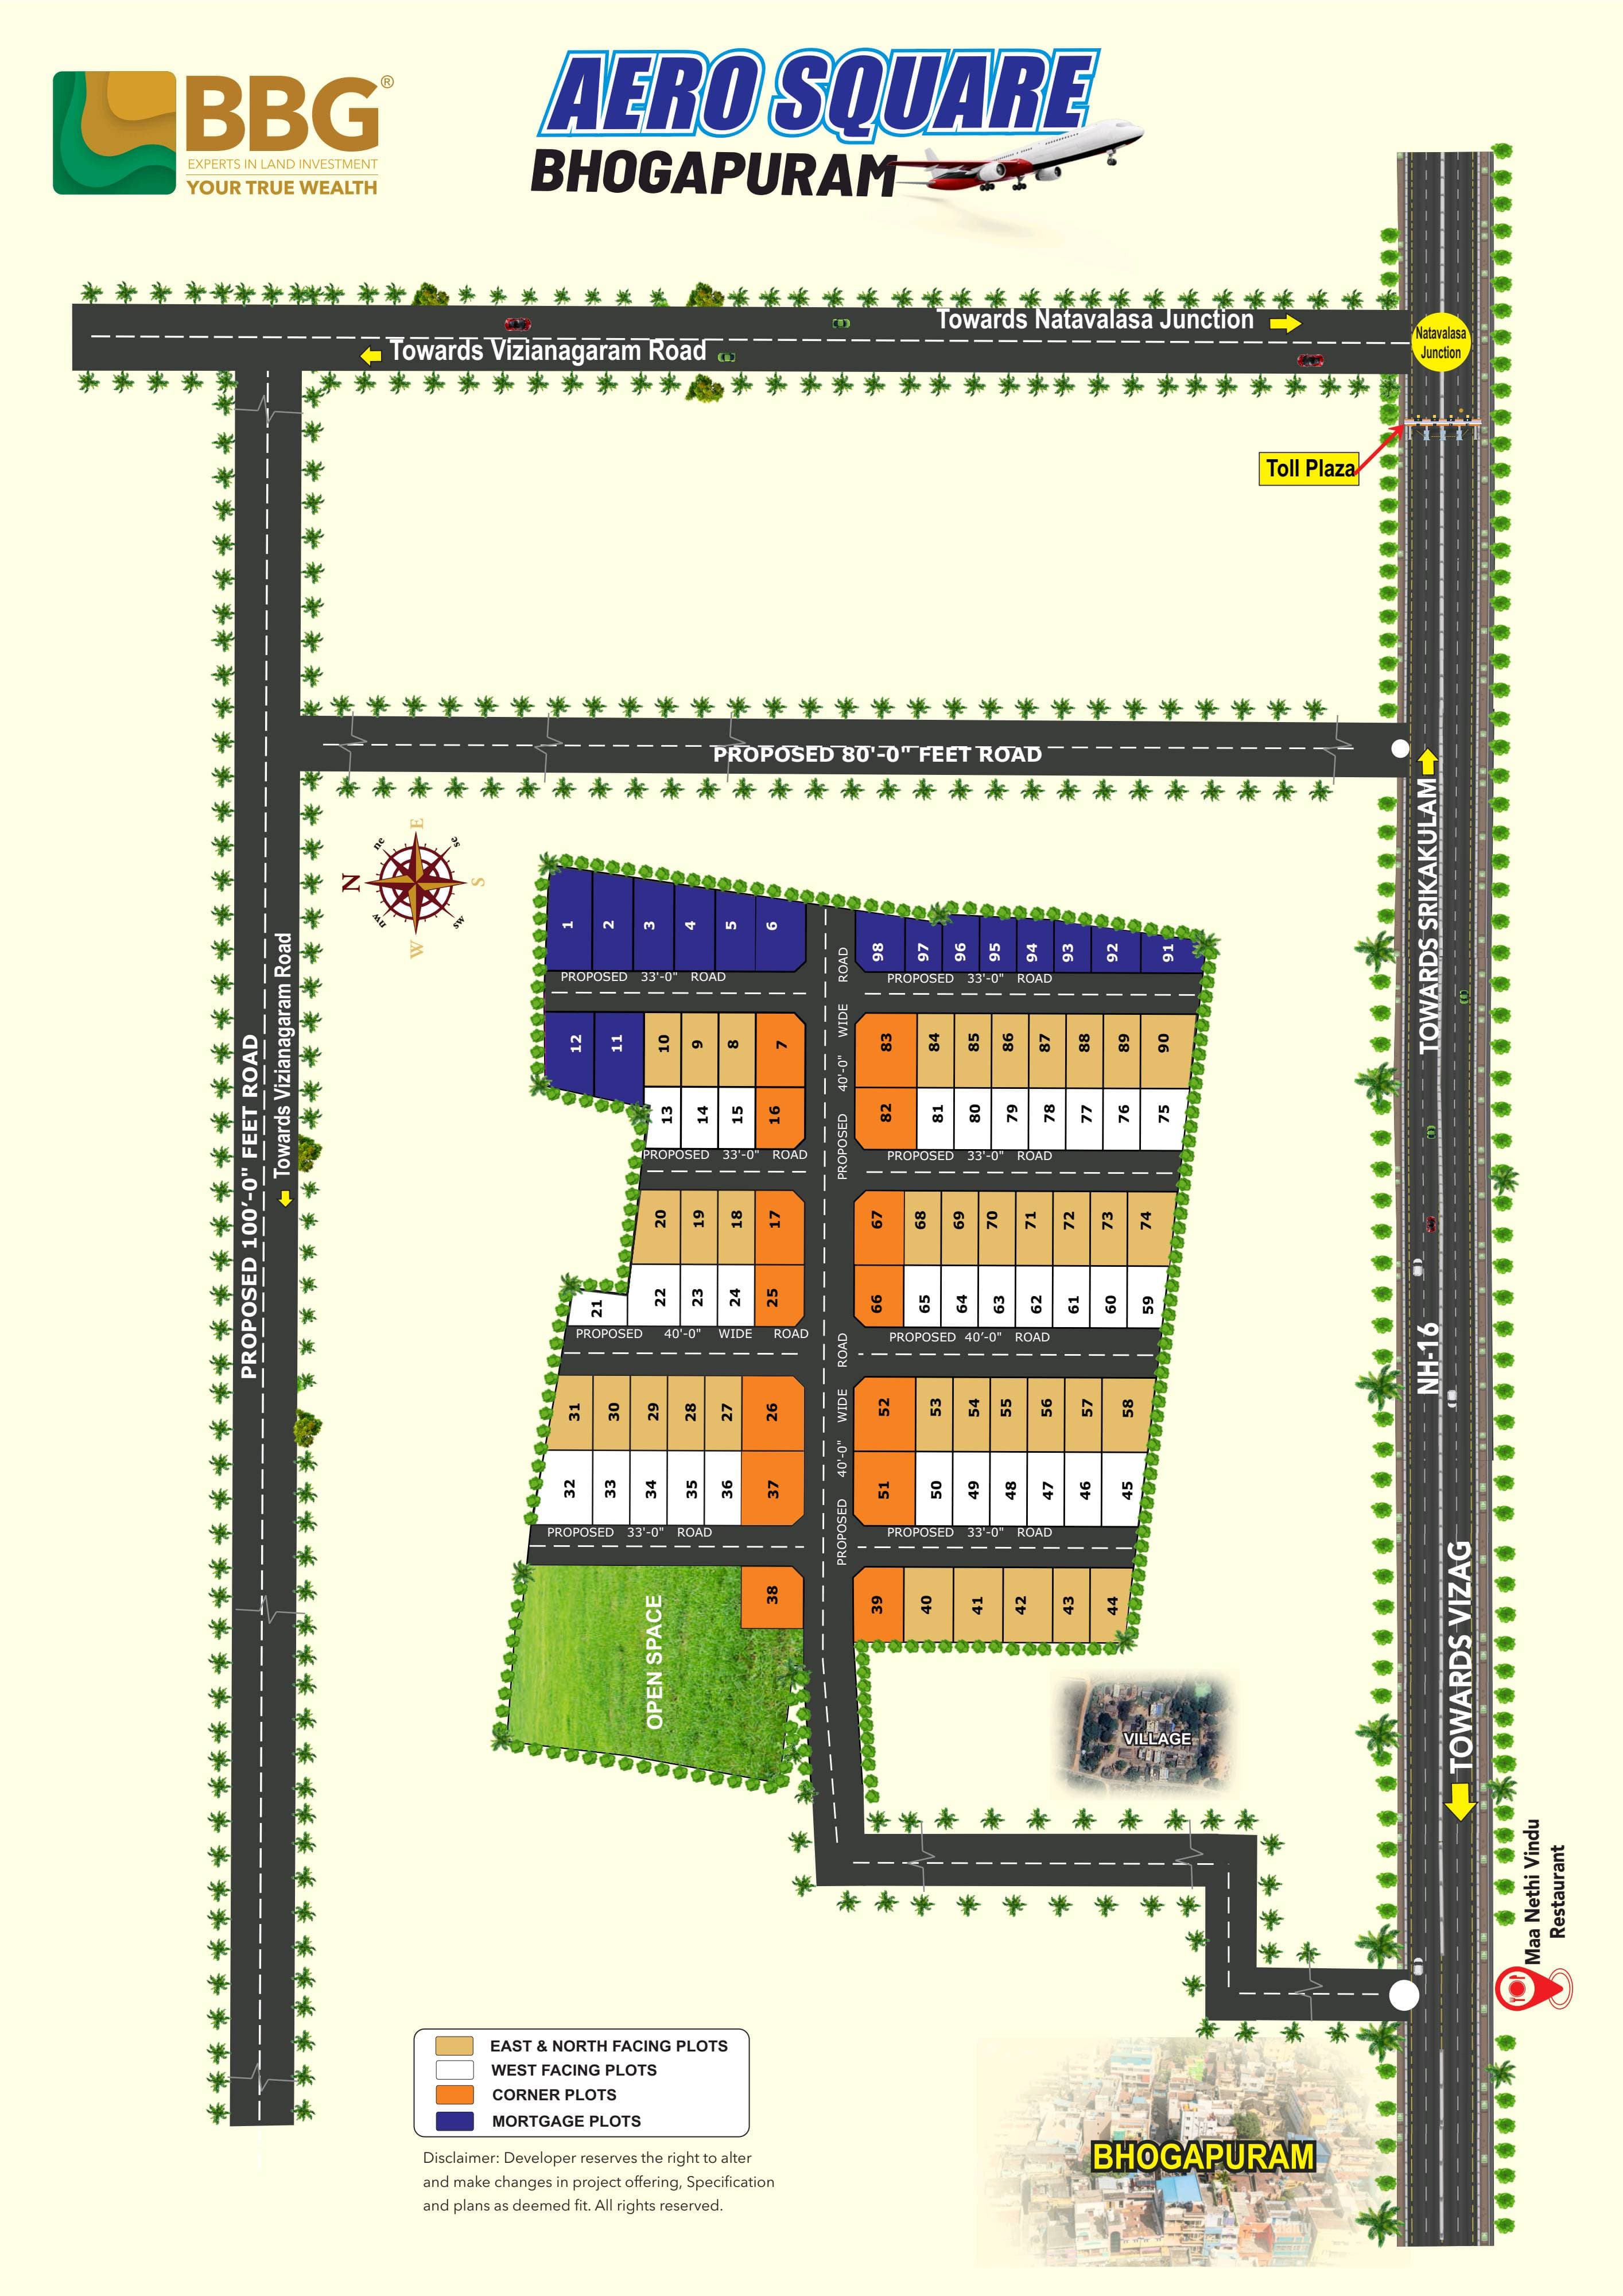 BBG®
EXPERTS IN LAND INVESTMENT
YOUR TRUE WEALTH
AERO SQUARE
BHOGAPURAM
Towards Natavalasa Junction
Towards Vizianagaram Road
Natavalasa
Junction
Toll Plaza
PROPOSED 80'-0" FEET ROAD
N
ne
E
se
S
sw
W
wn
PROPOSED 100'-0" FEET ROAD
Towards Vizianagaram Road
1 2 3 4 5 6
98 97 96 95 94 93 92 91
PROPOSED 33'-0" ROAD
PROPOSED 33'-0" ROAD
12 11 10 9 8 7
83 84 85 86 87 88 89 90
13 14 15 16
82 81 80 79 78 77 76 75
PROPOSED 33'-0" ROAD
PROPOSED 33'-0" ROAD
PROPOSED 40'-0" WIDE ROAD
20 19 18 17
67 68 69 70 71 72 73 74
21 22 23 24 25
66 65 64 63 62 61 60 59
PROPOSED 40'-0" WIDE ROAD
PROPOSED 40'-0" ROAD
31 30 29 28 27 26
52 53 54 55 56 57 58
32 33 34 35 36 37
51 50 49 48 47 46 45
PROPOSED 33'-0" ROAD
PROPOSED 33'-0" ROAD
PROPOSED 40'-0" WIDE ROAD
OPEN SPACE
38
39 40 41 42 43 44
VILLAGE
TOWARDS SRIKAKULAM
NH-16
TOWARDS VIZAG
Maa Nethi Vindu
Restaurant
BHOGAPURAM
EAST & NORTH FACING PLOTS
WEST FACING PLOTS
CORNER PLOTS
MORTGAGE PLOTS
Disclaimer: Developer reserves the right to alter
and make changes in project offering, Specification
and plans as deemed fit. All rights reserved.